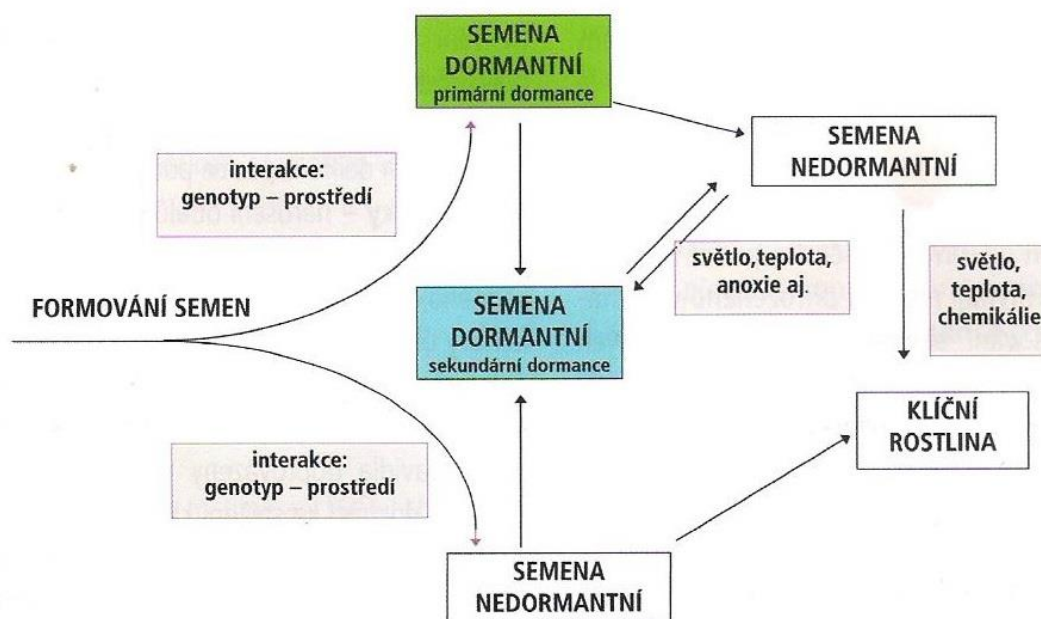 SEMENA
DORMANTNÍ
primární dormance
SEMENA
NEDORMANTNÍ
interakce:
genotyp – prostředí
světlo,teplota,
anoxie aj.
světlo,
teplota,
chemikálie
FORMOVÁNÍ SEMEN
SEMENA
DORMANTNÍ
sekundární dormance
KLÍČNÍ
ROSTLINA
interakce:
genotyp – prostředí
SEMENA
NEDORMANTNÍ